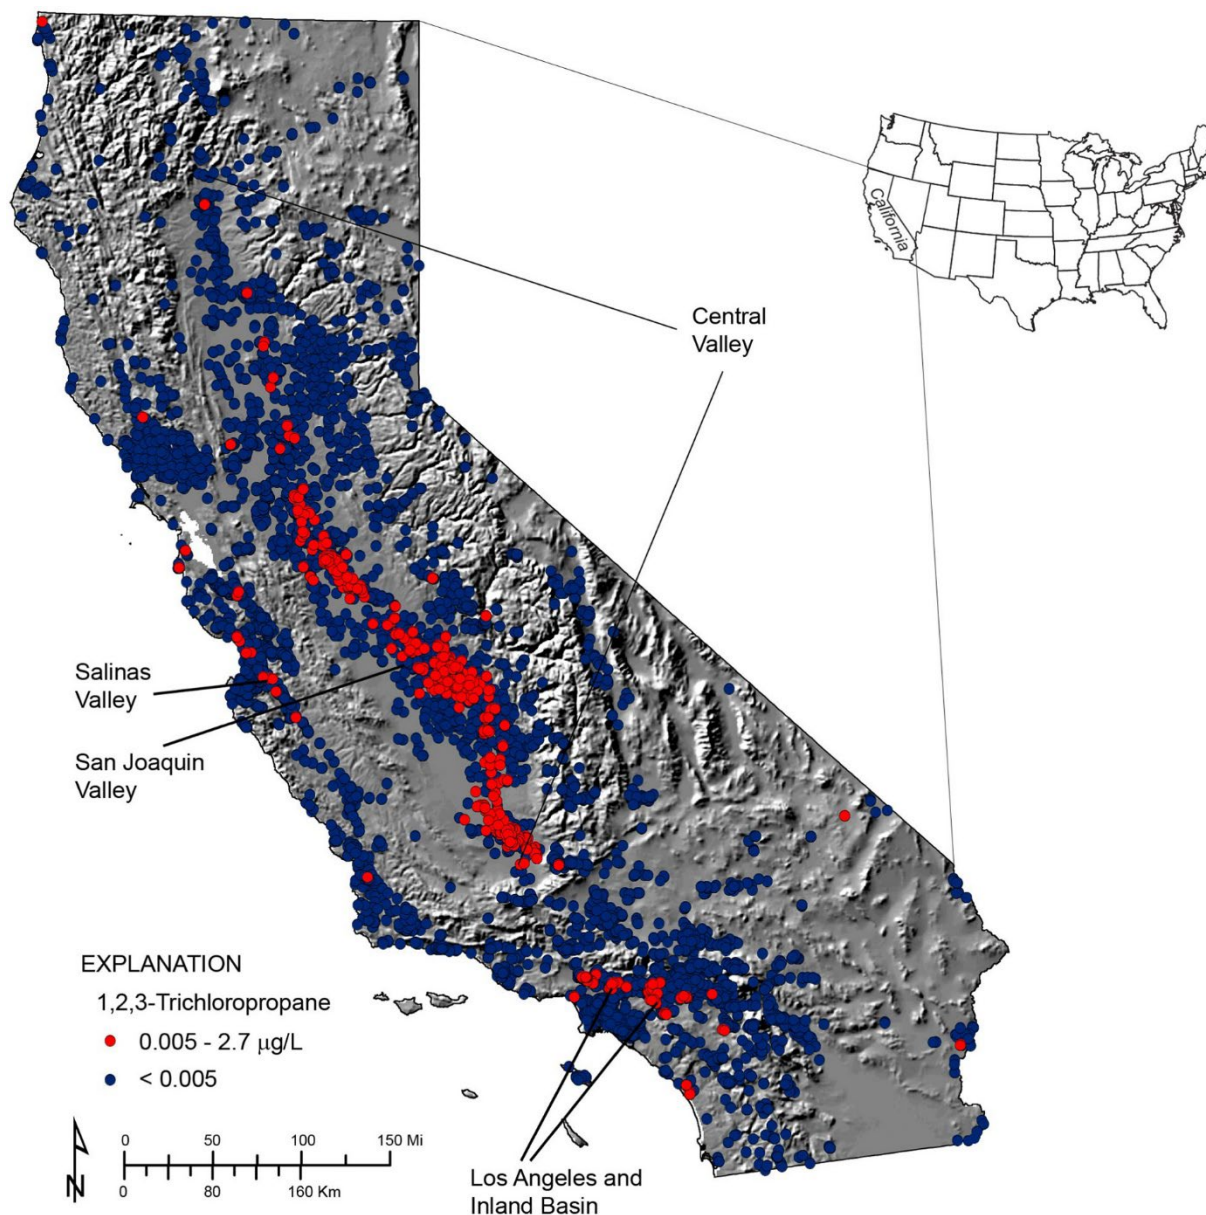 California
Central
Valley
Salinas
Valley
San Joaquin
Valley
EXPLANATION
1,2,3-Trichloropropane
0.005 - 2.7 µg/L
< 0.005
N
0 50 100 150 Mi
0 80 160 Km
Los Angeles and
Inland Basin